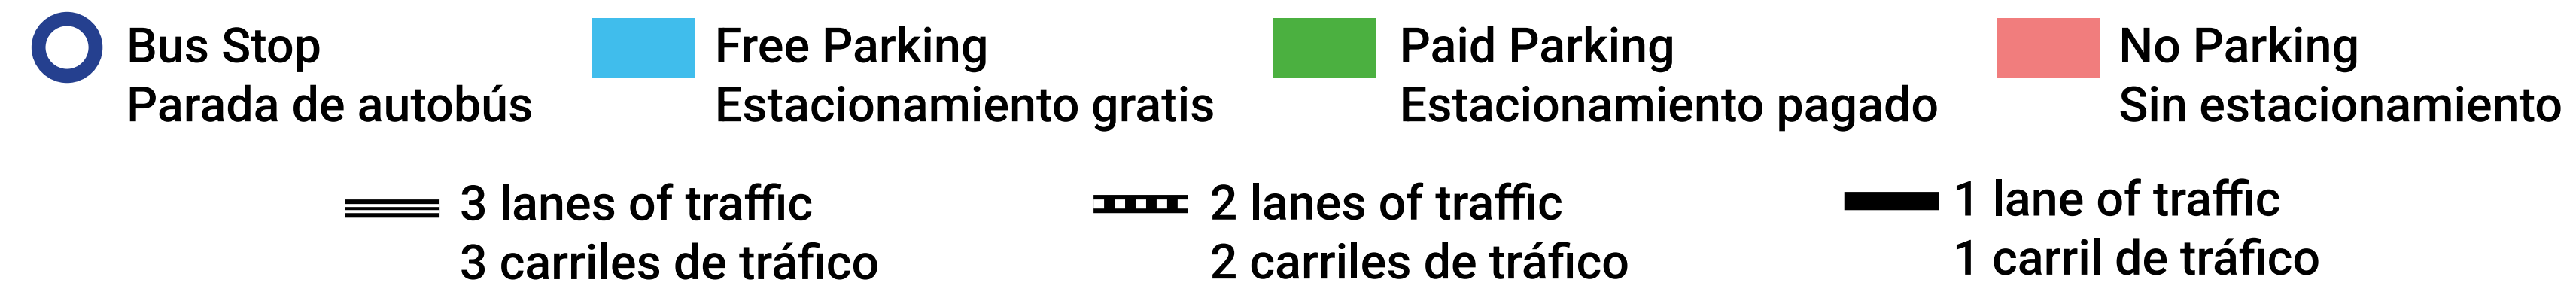 Bus Stop
Parada de autobús
Free Parking
Estacionamiento gratis
Paid Parking
Estacionamiento pagado
No Parking
Sin estacionamiento
3 lanes of traffic
3 carriles de tráfico
2 lanes of traffic
2 carriles de tráfico
1 lane of traffic
1 carril de tráfico